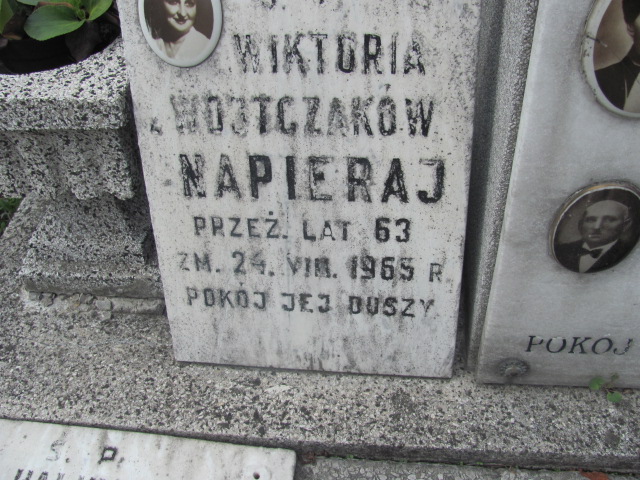 WIKTORIA
z WOJTCZAKÓW
NAPIERAJ
PRZEŻ. LAT 63
ZM. 24. VIII. 1965 R.
POKÓJ JEJ DUSZY
POKÓJ
Ś. P.